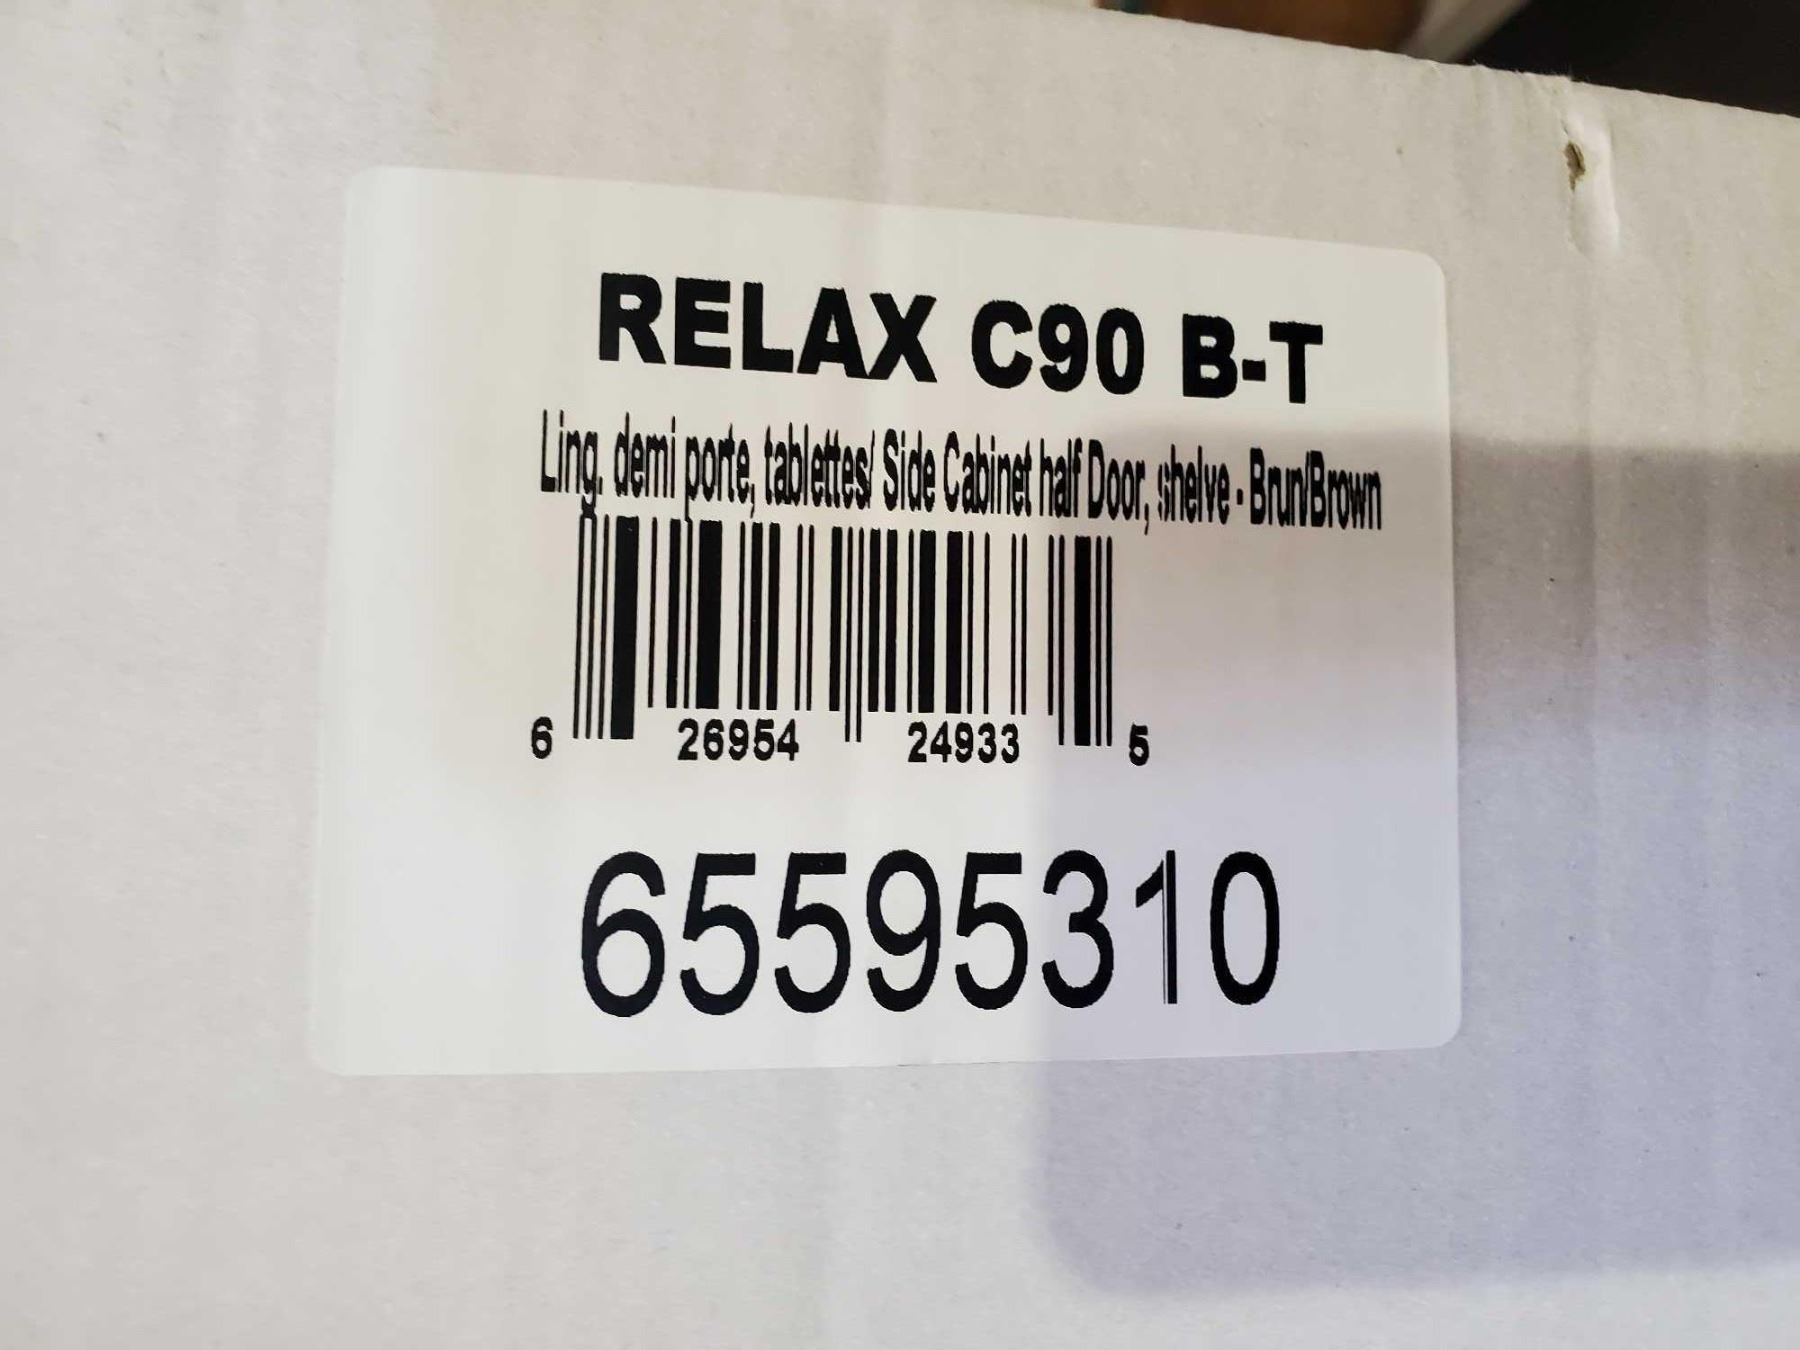 RELAX C90 B-T
Ling. demi porte, tablettes/ Side Cabinet half Door, shelve - Brun/Brown
6 26954 24933 5
65595310